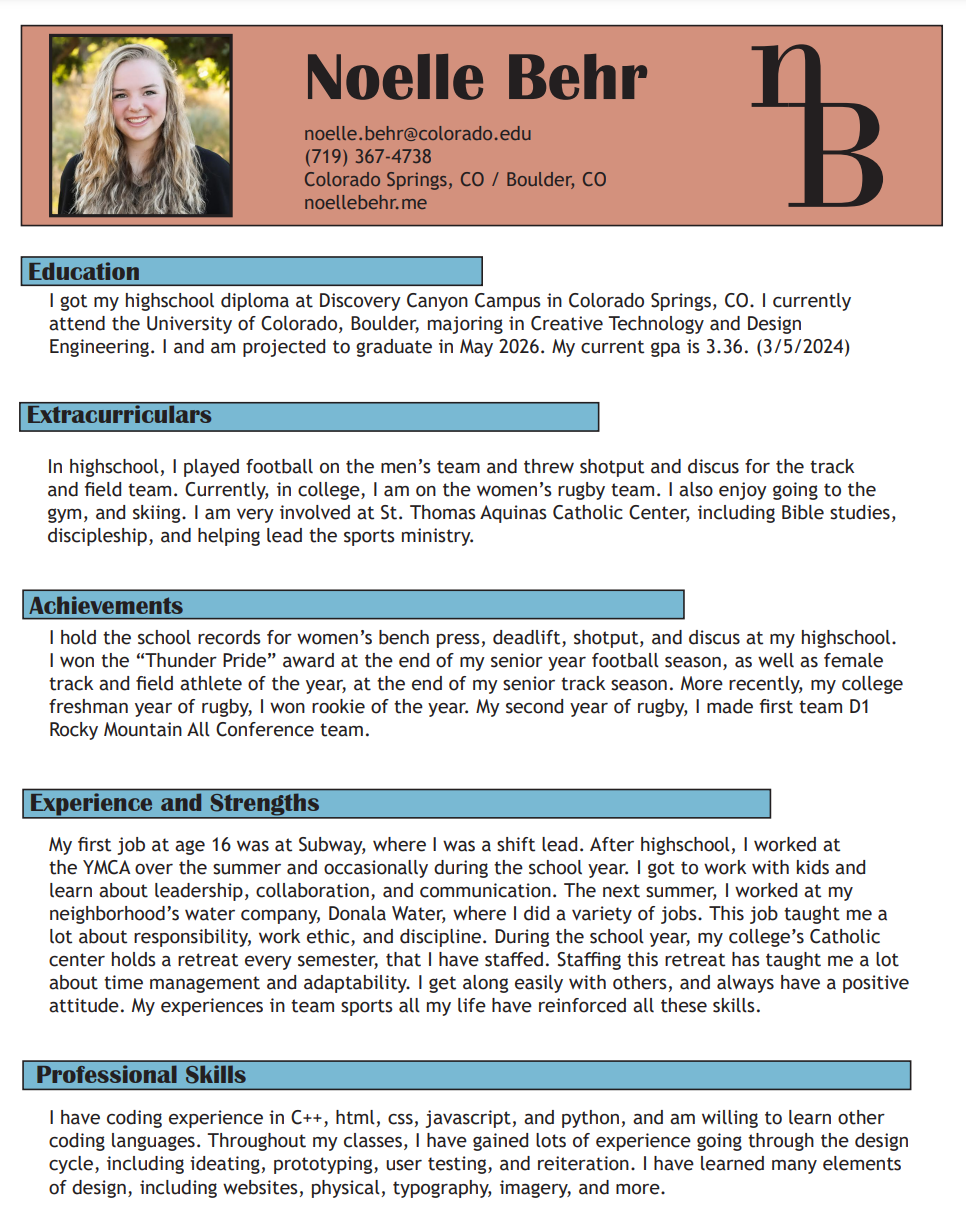 Noelle Behr
nB
noelle.behr@colorado.edu
(719) 367-4738
Colorado Springs, CO / Boulder, CO
noellebehr.me
Education
I got my highschool diploma at Discovery Canyon Campus in Colorado Springs, CO. I currently
attend the University of Colorado, Boulder, majoring in Creative Technology and Design
Engineering. I and am projected to graduate in May 2026. My current gpa is 3.36. (3/5/2024)
Extracurriculars
In highschool, I played football on the men’s team and threw shotput and discus for the track
and field team. Currently, in college, I am on the women’s rugby team. I also enjoy going to the
gym, and skiing. I am very involved at St. Thomas Aquinas Catholic Center, including Bible studies,
discipleship, and helping lead the sports ministry.
Achievements
I hold the school records for women’s bench press, deadlift, shotput, and discus at my highschool.
I won the “Thunder Pride” award at the end of my senior year football season, as well as female
track and field athlete of the year, at the end of my senior track season. More recently, my college
freshman year of rugby, I won rookie of the year. My second year of rugby, I made first team D1
Rocky Mountain All Conference team.
Experience and Strengths
My first job at age 16 was at Subway, where I was a shift lead. After highschool, I worked at
the YMCA over the summer and occasionally during the school year. I got to work with kids and
learn about leadership, collaboration, and communication. The next summer, I worked at my
neighborhood’s water company, Donala Water, where I did a variety of jobs. This job taught me a
lot about responsibility, work ethic, and discipline. During the school year, my college’s Catholic
center holds a retreat every semester, that I have staffed. Staffing this retreat has taught me a lot
about time management and adaptability. I get along easily with others, and always have a positive
attitude. My experiences in team sports all my life have reinforced all these skills.
Professional Skills
I have coding experience in C++, html, css, javascript, and python, and am willing to learn other
coding languages. Throughout my classes, I have gained lots of experience going through the design
cycle, including ideating, prototyping, user testing, and reiteration. I have learned many elements
of design, including websites, physical, typography, imagery, and more.